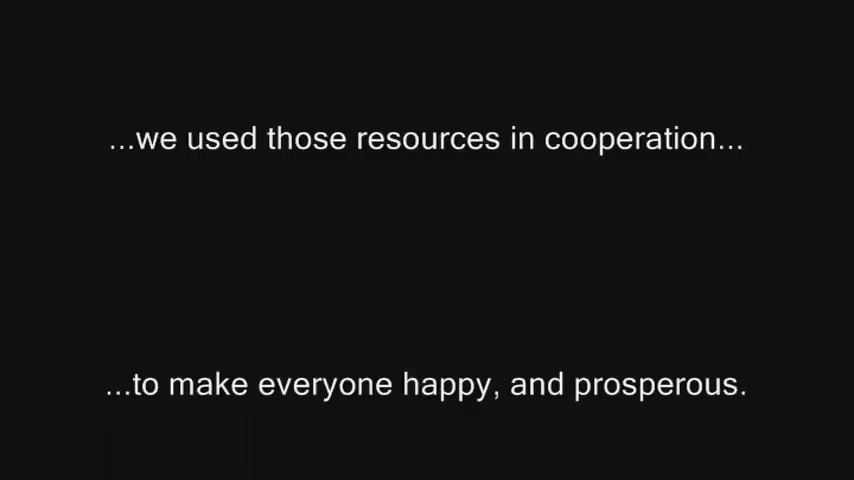 ...we used those resources in cooperation...
...to make everyone happy, and prosperous.